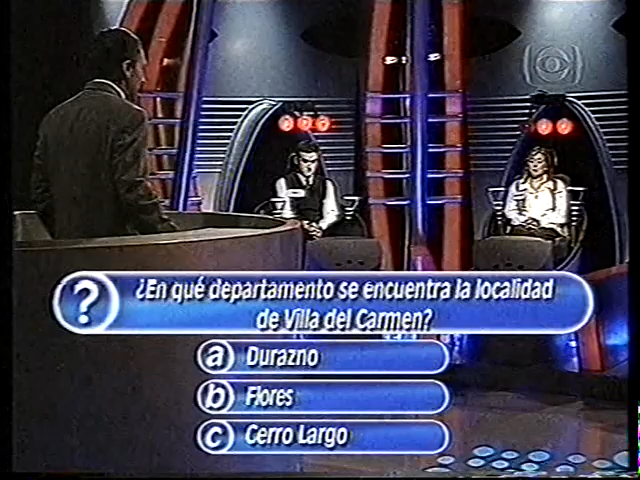 ?
¿En qué departamento se encuentra la localidad
de Villa del Carmen?
a Durazno
b Flores
c Cerro Largo